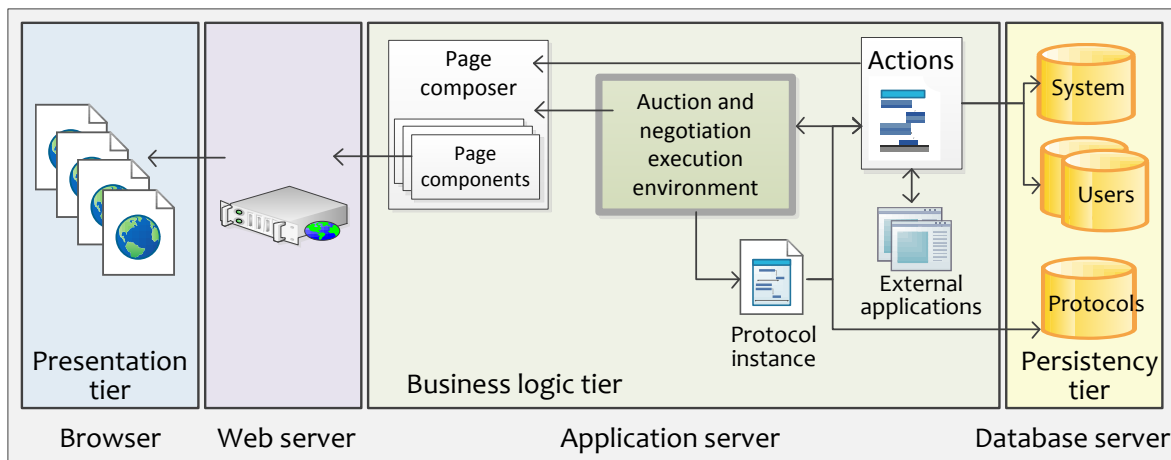 Presentation
tier
Browser
Web server
Page
composer
Page
components
Auction and
negotiation
execution
environment
Actions
External
applications
Protocol
instance
Business logic tier
Application server
System
Users
Protocols
Persistency
tier
Database server